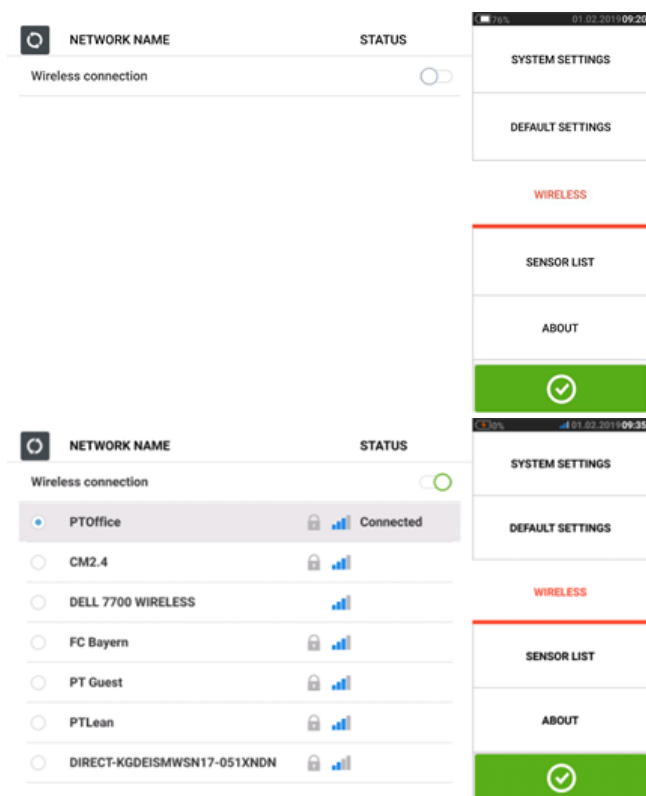 76% 01.02.2019 09:20
NETWORK NAME STATUS
Wireless connection
SYSTEM SETTINGS
DEFAULT SETTINGS
WIRELESS
SENSOR LIST
ABOUT
0% 01.02.2019 09:35
NETWORK NAME STATUS
Wireless connection
PTOffice Connected
CM2.4
DELL 7700 WIRELESS
FC Bayern
PT Guest
PTLean
DIRECT-KGDEISMWSN17-051XNDN
SYSTEM SETTINGS
DEFAULT SETTINGS
WIRELESS
SENSOR LIST
ABOUT